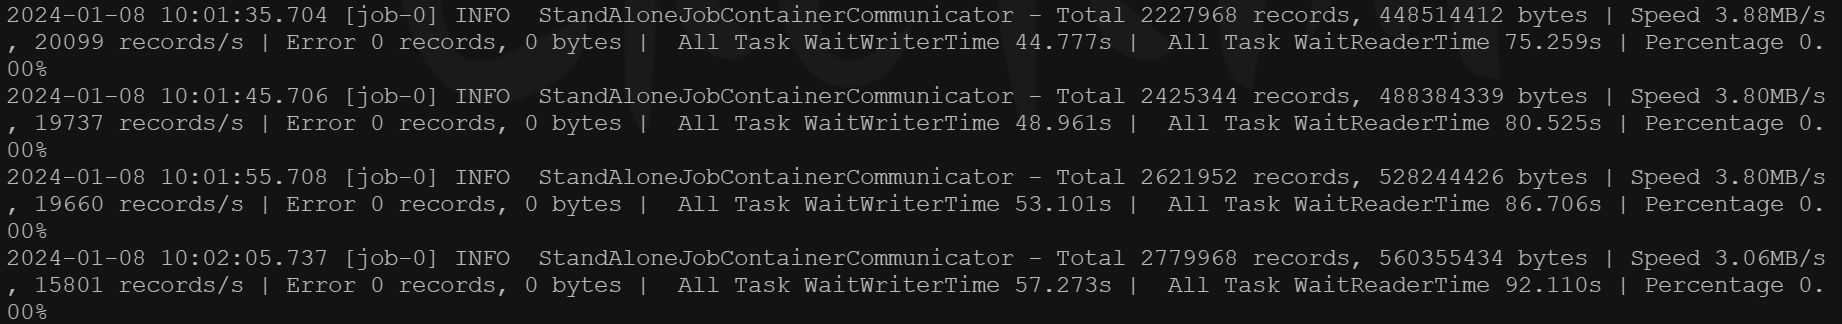 2024-01-08 10:01:35.704 [job-0] INFO  StandAloneJobContainerCommunicator - Total 2227968 records, 448514412 bytes | Speed 3.88MB/s
, 20099 records/s | Error 0 records, 0 bytes |  All Task WaitWriterTime 44.777s |  All Task WaitReaderTime 75.259s | Percentage 0.
00%
2024-01-08 10:01:45.706 [job-0] INFO  StandAloneJobContainerCommunicator - Total 2425344 records, 488384339 bytes | Speed 3.80MB/s
, 19737 records/s | Error 0 records, 0 bytes |  All Task WaitWriterTime 48.961s |  All Task WaitReaderTime 80.525s | Percentage 0.
00%
2024-01-08 10:01:55.708 [job-0] INFO  StandAloneJobContainerCommunicator - Total 2621952 records, 528244426 bytes | Speed 3.80MB/s
, 19660 records/s | Error 0 records, 0 bytes |  All Task WaitWriterTime 53.101s |  All Task WaitReaderTime 86.706s | Percentage 0.
00%
2024-01-08 10:02:05.737 [job-0] INFO  StandAloneJobContainerCommunicator - Total 2779968 records, 560355434 bytes | Speed 3.06MB/s
, 15801 records/s | Error 0 records, 0 bytes |  All Task WaitWriterTime 57.273s |  All Task WaitReaderTime 92.110s | Percentage 0.
00%